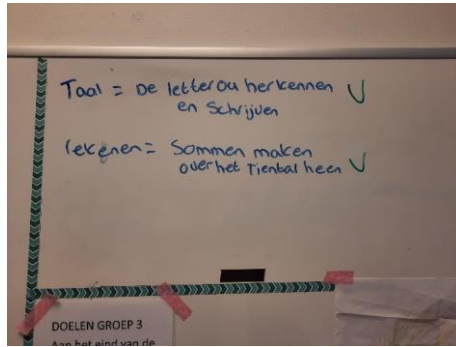 Taal = De letter ou herkennen
en schrijven
rekenen = Sommen maken
over het Tiental heen
DOELEN GROEP 3
Aan het eind van de